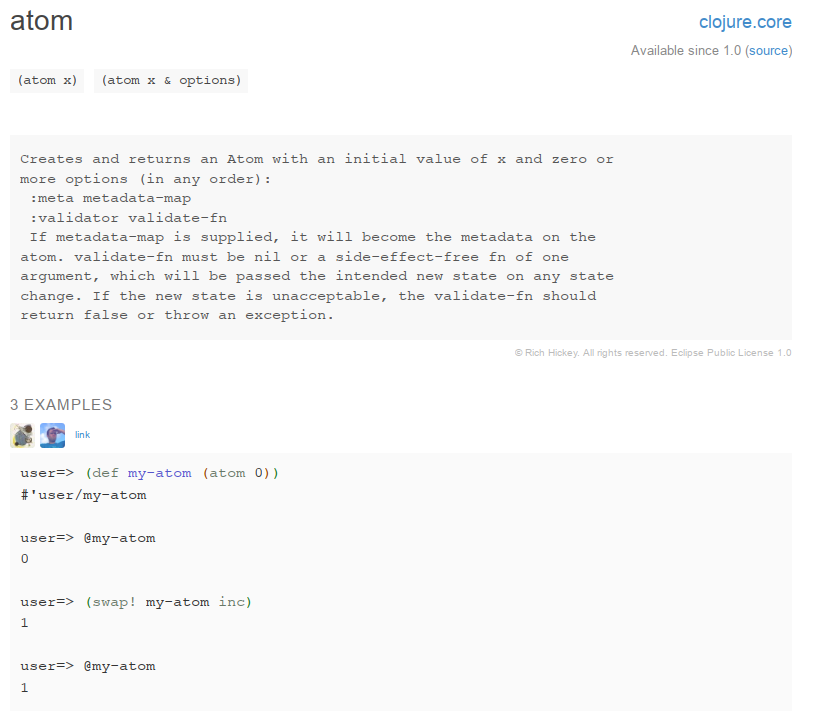 atom
clojure.core
Available since 1.0 (source)
(atom x) (atom x & options)
Creates and returns an Atom with an initial value of x and zero or
more options (in any order):
:meta metadata-map
:validator validate-fn
If metadata-map is supplied, it will become the metadata on the
atom. validate-fn must be nil or a side-effect-free fn of one
argument, which will be passed the intended new state on any state
change. If the new state is unacceptable, the validate-fn should
return false or throw an exception.
© Rich Hickey. All rights reserved. Eclipse Public License 1.0
3 EXAMPLES
link
user=> (def my-atom (atom 0))
#'user/my-atom
user=> @my-atom
0
user=> (swap! my-atom inc)
1
user=> @my-atom
1